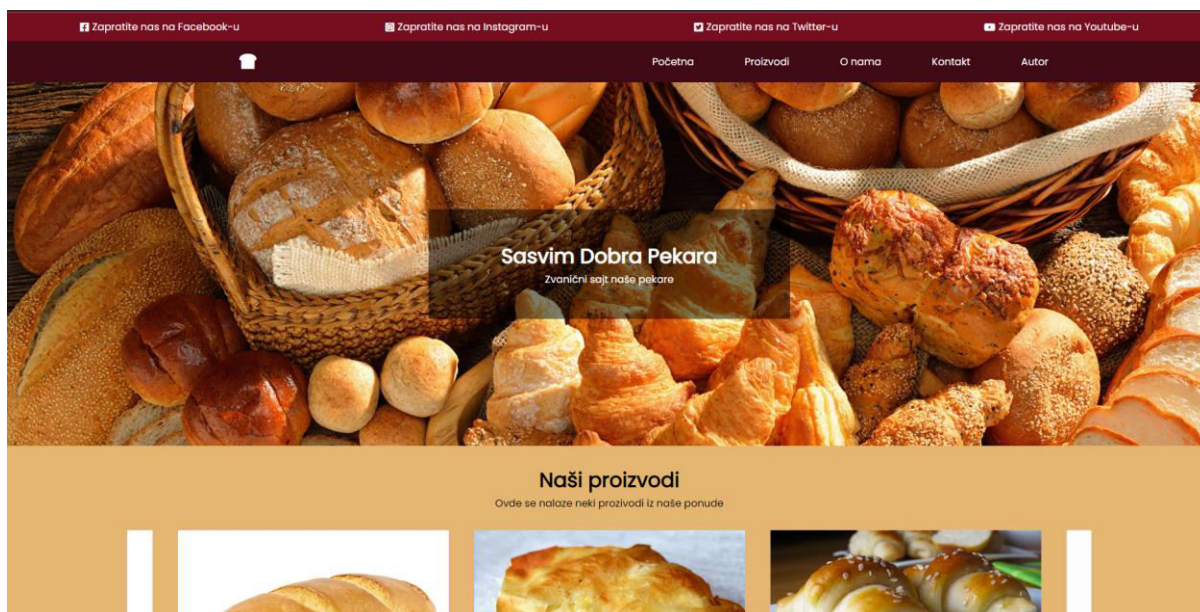 Zapratite nas na Facebook-u
Zapratite nas na Instagram-u
Zapratite nas na Twitter-u
Zapratite nas na Youtube-u
Početna
Proizvodi
O nama
Kontakt
Autor
Sasvim Dobra Pekara
Zvanični sajt naše pekare
Naši proizvodi
Ovde se nalaze neki prozivodi iz naše ponude